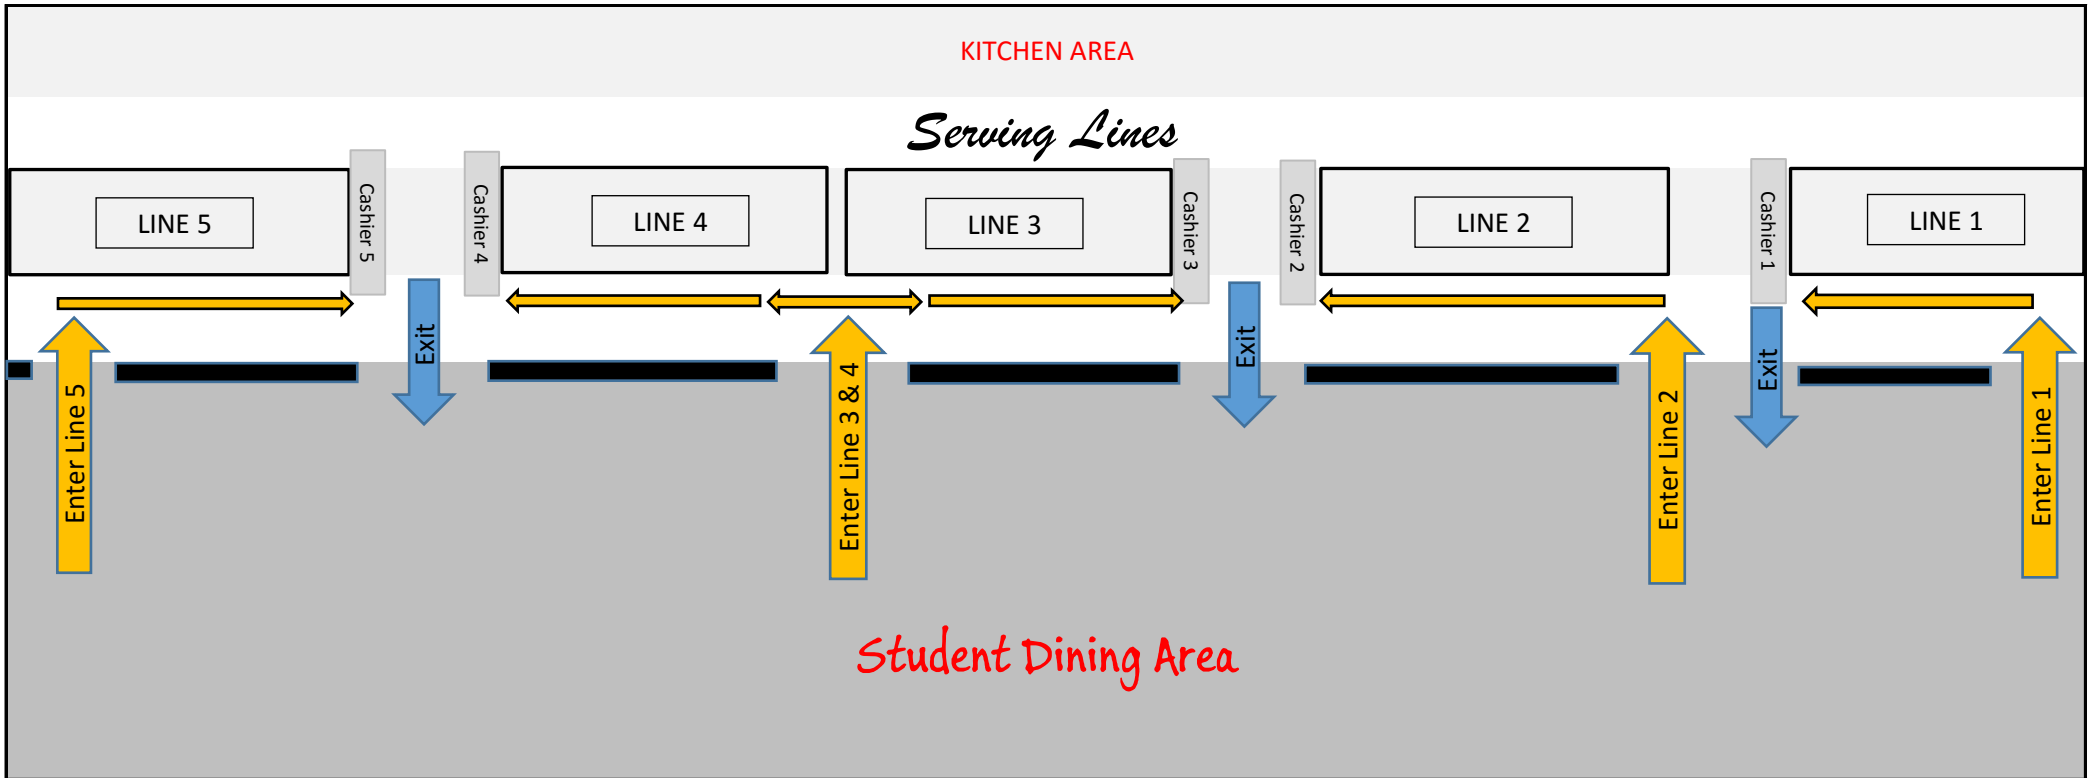 KITCHEN AREA
Serving Lines
LINE 5
Cashier 5
Cashier 4
LINE 4
LINE 3
Cashier 3
Cashier 2
LINE 2
Cashier 1
LINE 1
Enter Line 5
Exit
Enter Line 3 & 4
Exit
Enter Line 2
Exit
Enter Line 1
Student Dining Area